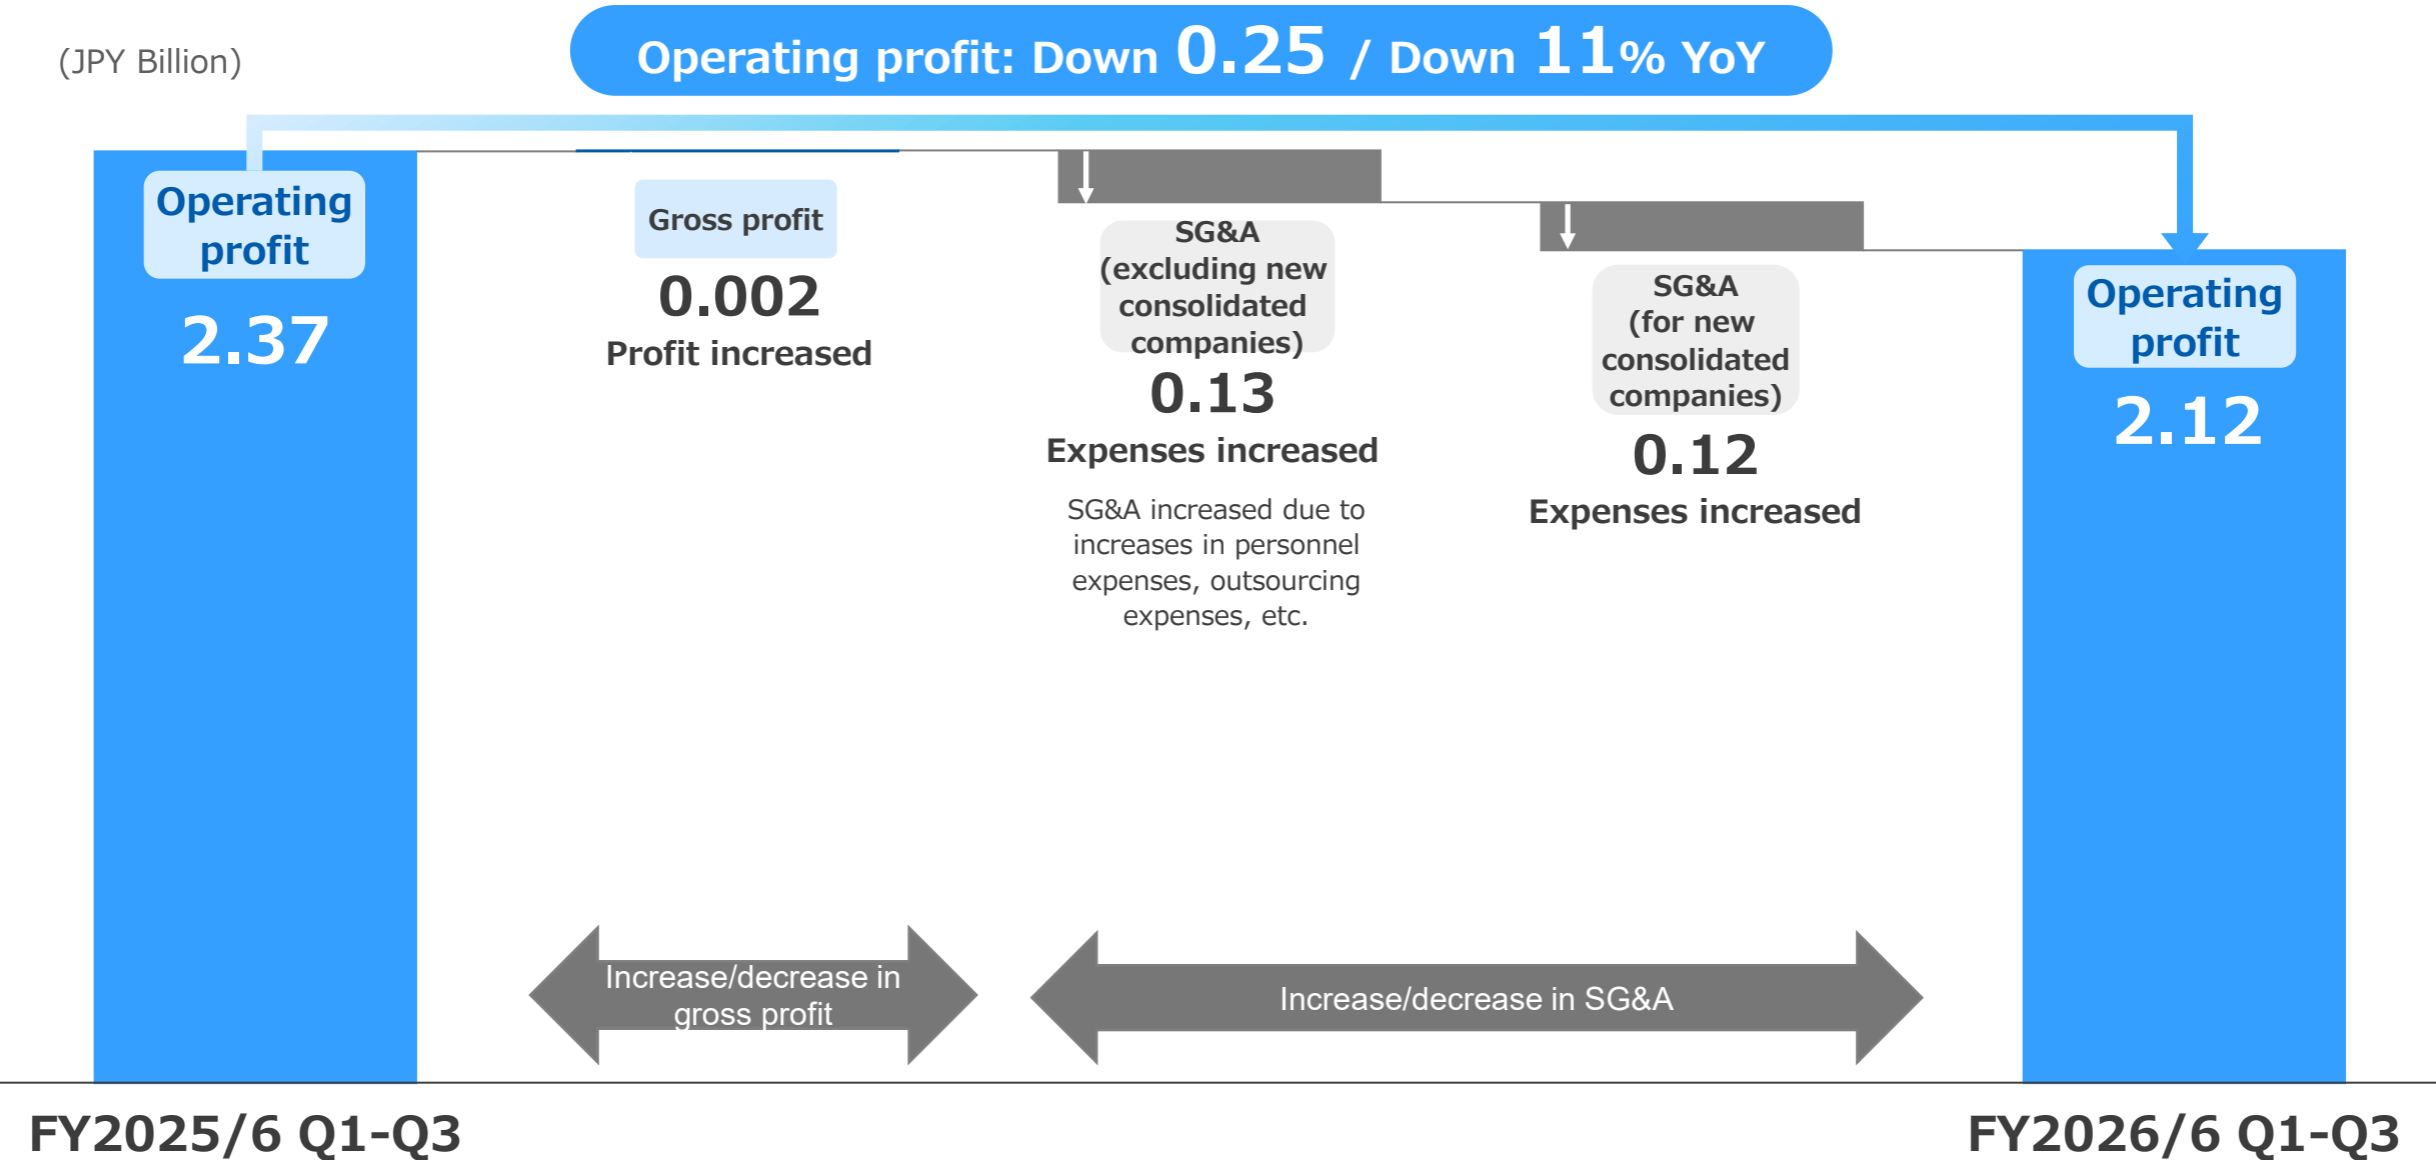 (JPY Billion)
Operating profit: Down 0.25 / Down 11% YoY
Operating
profit
2.37
Gross profit
0.002
Profit increased
SG&A
(excluding new
consolidated
companies)
0.13
Expenses increased
SG&A increased due to
increases in personnel
expenses, outsourcing
expenses, etc.
SG&A
(for new
consolidated
companies)
0.12
Expenses increased
Operating
profit
2.12
Increase/decrease in
gross profit
Increase/decrease in SG&A
FY2025/6 Q1-Q3
FY2026/6 Q1-Q3